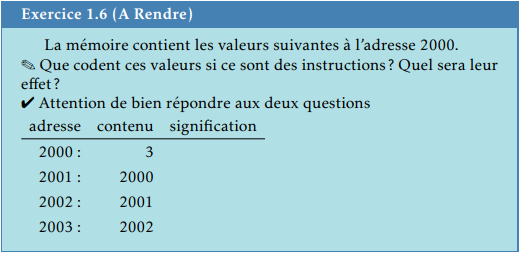 Exercice 1.6 (A Rendre)
La mémoire contient les valeurs suivantes à l'adresse 2000.
✎ Que codent ces valeurs si ce sont des instructions ? Quel sera leur
effet ?
✔ Attention de bien répondre aux deux questions
adresse contenu signification
2000 : 3
2001 : 2000
2002 : 2001
2003 : 2002